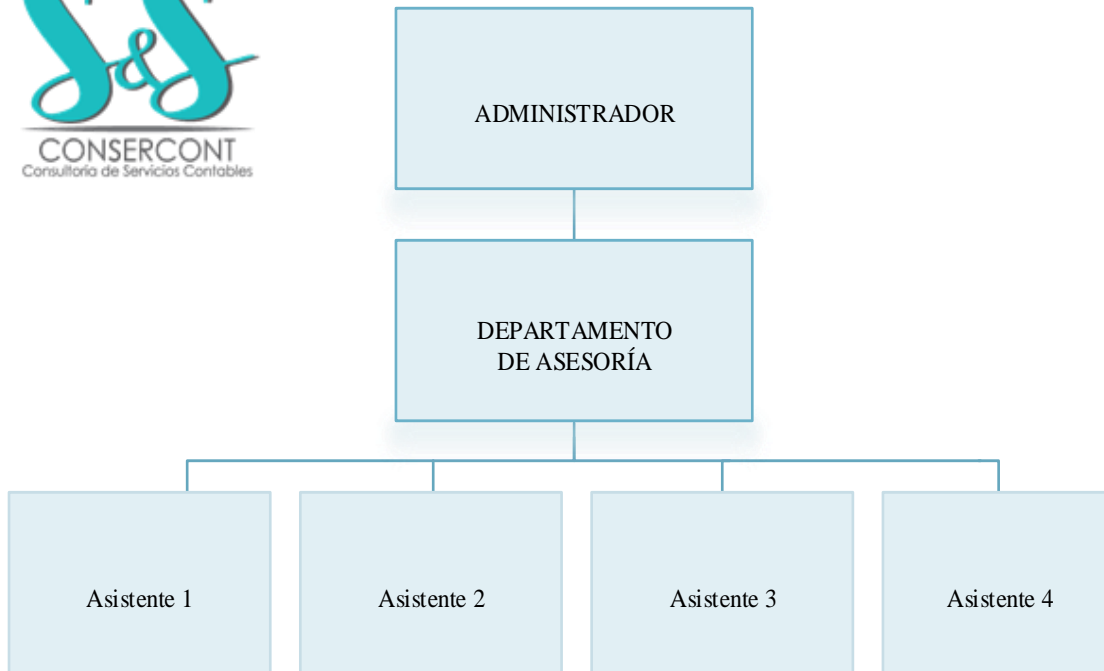 S&S
CONSERCONT
Consultoría de Servicios Contables
ADMINISTRADOR
DEPARTAMENTO
DE ASESORÍA
Asistente 1
Asistente 2
Asistente 3
Asistente 4